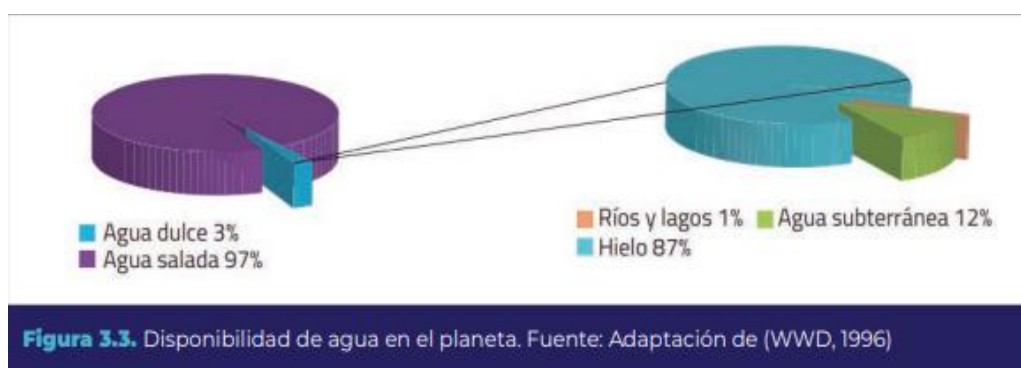 Agua dulce 3%
Agua salada 97%
Ríos y lagos 1% Agua subterránea 12%
Hielo 87%
Figura 3.3. Disponibilidad de agua en el planeta. Fuente: Adaptación de (WWD, 1996)